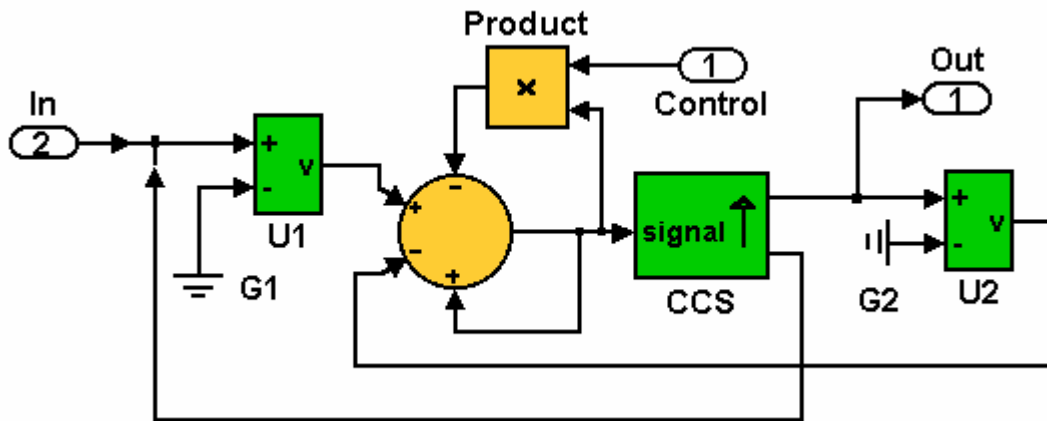 Product
In
2
+
-
v
U1
G1
×
1
Control
Out
1
-
+
-
+
signal
CCS
+
-
v
U2
G2